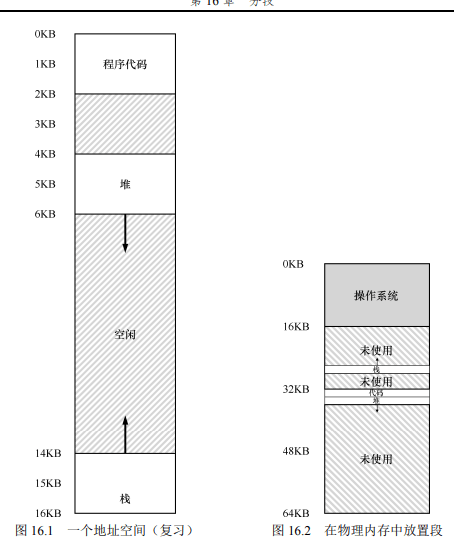 第 16 章 分段
0KB
1KB
程序代码
2KB
3KB
4KB
5KB
堆
6KB
空闲
14KB
15KB
栈
16KB
图 16.1 一个地址空间（复习）
0KB
操作系统
16KB
未使用
栈
未使用
32KB
代码
堆
48KB
未使用
64KB
图 16.2 在物理内存中放置段